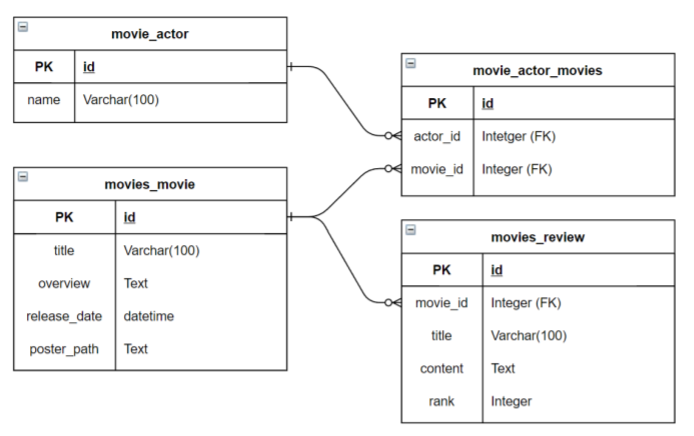 movie_actor
PK id
name Varchar(100)
movies_movie
PK id
title Varchar(100)
overview Text
release_date datetime
poster_path Text
movie_actor_movies
PK id
actor_id Intetger (FK)
movie_id Integer (FK)
movies_review
PK id
movie_id Integer (FK)
title Varchar(100)
content Text
rank Integer